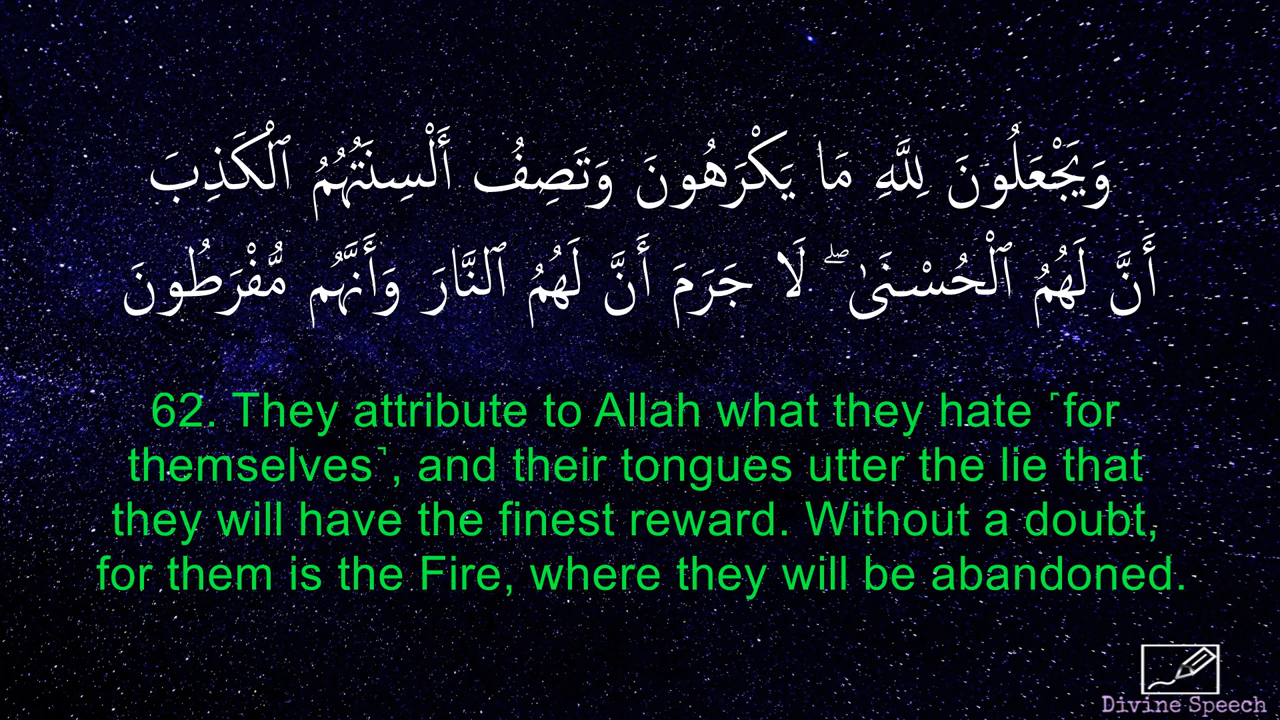 وَيَجْعَلُونَ لِلَّهِ مَا يَكْرَهُونَ وَتَصِفُ أَلْسِنَتُهُمُ ٱلْكَذِبَ
أَنَّ لَهُمُ ٱلْحُسْنَىٰ ۖ لَا جَرَمَ أَنَّ لَهُمُ ٱلنَّارَ وَأَنَّهُم مُّفْرَطُونَ
62. They attribute to Allah what they hate ˹for
themselves˺, and their tongues utter the lie that
they will have the finest reward. Without a doubt,
for them is the Fire, where they will be abandoned.
Divine Speech